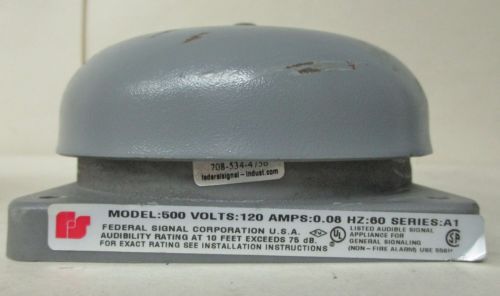 708-534-4756
federalsignal-indust.com
MODEL:500 VOLTS:120 AMPS:0.08 HZ:60 SERIES:A1
FEDERAL SIGNAL CORPORATION U.S.A.
AUDIBILITY RATING AT 10 FEET EXCEEDS 75 dB.
FOR EXACT RATING SEE INSTALLATION INSTRUCTIONS
UL
LISTED AUDIBLE SIGNAL
APPLIANCE FOR
GENERAL SIGNALING
(NON-FIRE ALARM) USE